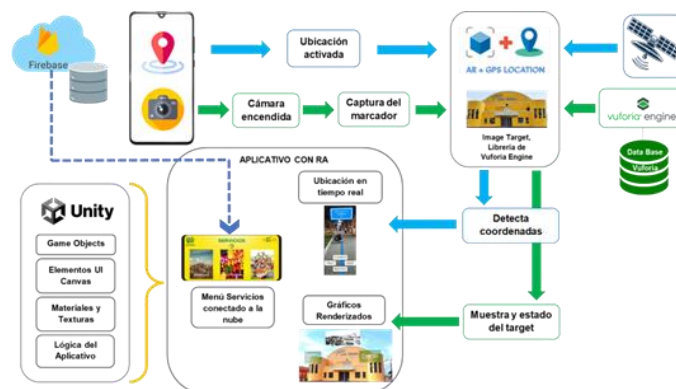 Firebase
Ubicación
activada
AR + GPS LOCATION
Cámara
encendida
Captura del
marcador
Image Target,
Librería de
Vuforia Engine
vuforia engine
Data Base
Vuforia
APLICATIVO CON RA
Ubicación en
tiempo real
Detecta
coordenadas
Unity
Game Objects
Elementos UI
Canvas
Materiales y
Texturas
Lógica del
Aplicativo
SERVICIOS
Menú Servicios
conectado a la
nube
Gráficos
Renderizados
Muestra y estado
del target